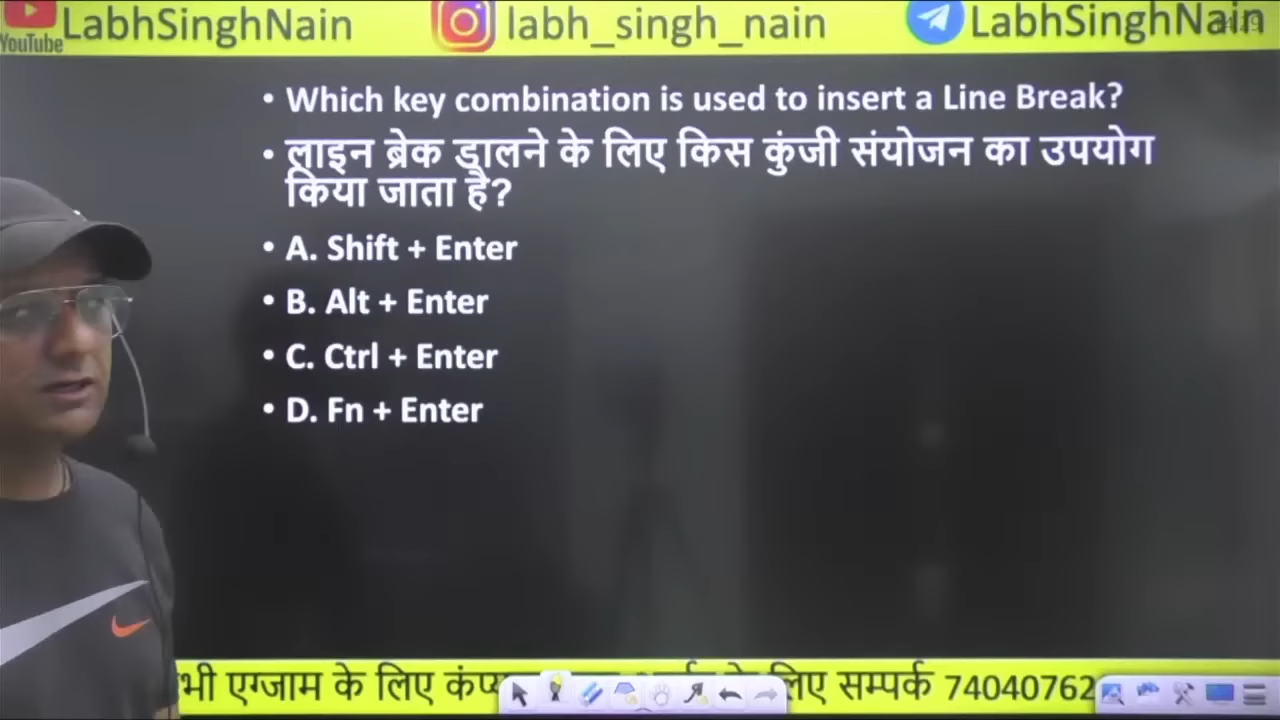 YouTube LabhSinghNain labh_singh_nain LabhSinghNain
• Which key combination is used to insert a Line Break?
• लाइन ब्रेक डालने के लिए किस कुंजी संयोजन का उपयोग
किया जाता है?
• A. Shift + Enter
• B. Alt + Enter
• C. Ctrl + Enter
• D. Fn + Enter
एग्जाम के लिए सम्पर्क 74040762